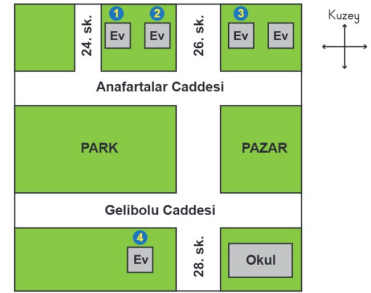 1 2 3
Kuzey
24. sk.
Ev Ev
26. sk.
Ev Ev
Anafartalar Caddesi
PARK
PAZAR
Gelibolu Caddesi
4
Ev
28. sk.
Okul